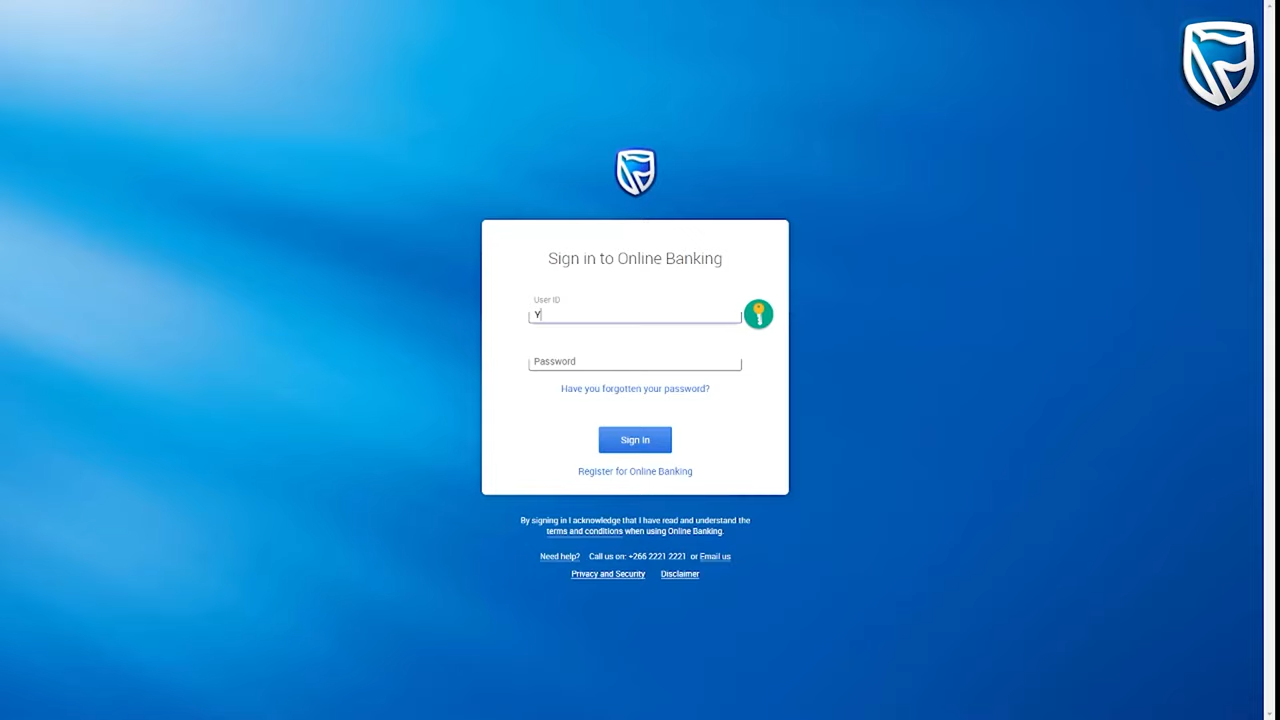 Sign in to Online Banking
User ID
Y
Password
Have you forgotten your password?
Sign In
Register for Online Banking
By signing in I acknowledge that I have read and understand the
terms and conditions when using Online Banking.
Need help? Call us on: +266 2221 2221 or Email us
Privacy and Security Disclaimer